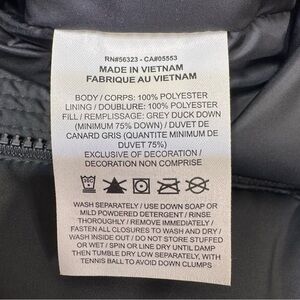 RN#56323 - CA#05553
MADE IN VIETNAM
FABRIQUE AU VIETNAM
BODY / CORPS: 100% POLYESTER
LINING / DOUBLURE: 100% POLYESTER
FILL / REMPLISSAGE: GREY DUCK DOWN
(MINIMUM 75% DOWN) / DUVET DE
CANARD GRIS (QUANTITE MINIMUM DE
DUVET 75%)
EXCLUSIVE OF DECORATION /
DECORATION NON COMPRISE
WASH SEPARATELY / USE DOWN SOAP OR
MILD POWDERED DETERGENT / RINSE
THOROUGHLY / REMOVE IMMEDIATELY /
FASTEN ALL CLOSURES TO WASH AND DRY /
WASH INSIDE OUT / DO NOT STORE STUFFED
OR WET / SPIN OR LINE DRY UNTIL DAMP
THEN TUMBLE DRY LOW SEPARATELY, WITH
TENNIS BALL TO AVOID DOWN CLUMPS